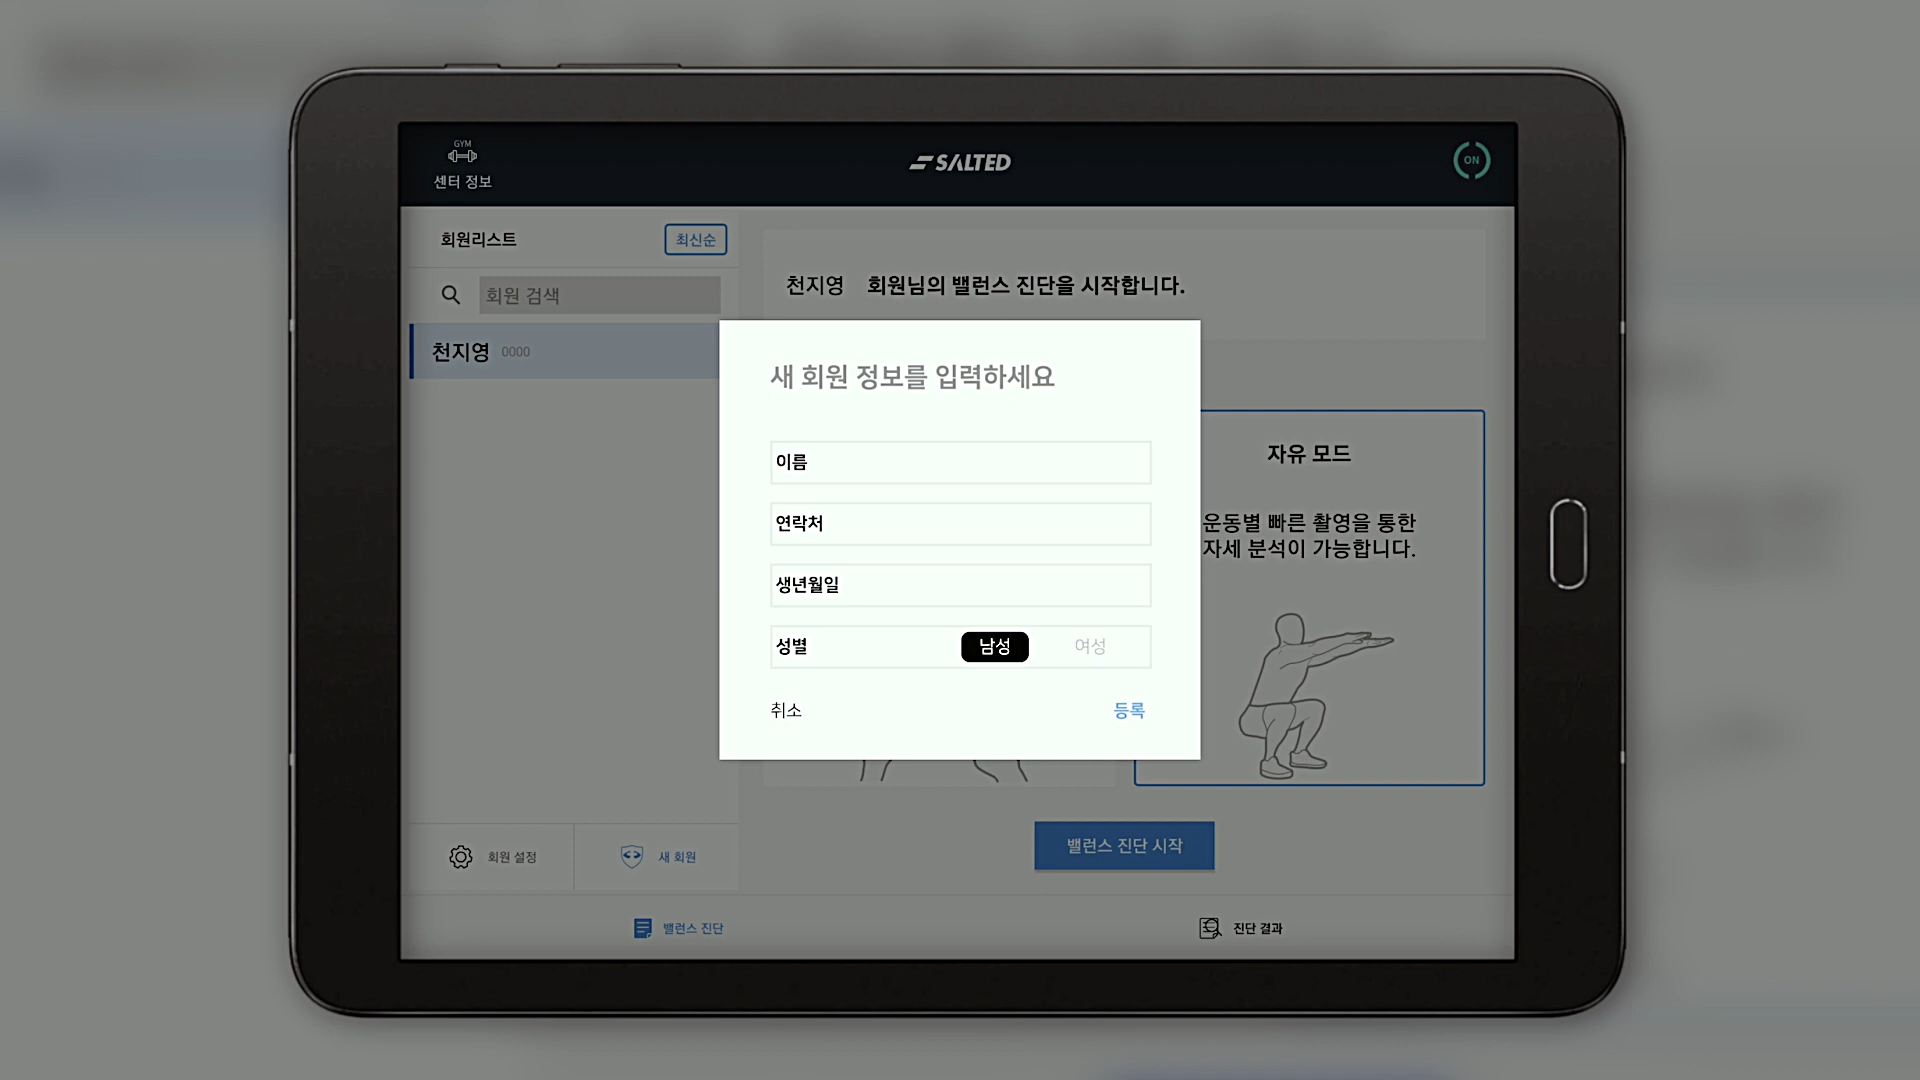 GYM
센터 정보
SALTED
ON
회원리스트
최신순
회원 검색
천지영 0000
천지영 회원님의 밸런스 진단을 시작합니다.
새 회원 정보를 입력하세요
이름
연락처
생년월일
성별 남성 여성
취소 등록
자유 모드
운동별 빠른 촬영을 통한
자세 분석이 가능합니다.
밸런스 진단 시작
회원 설정
새 회원
밸런스 진단
진단 결과